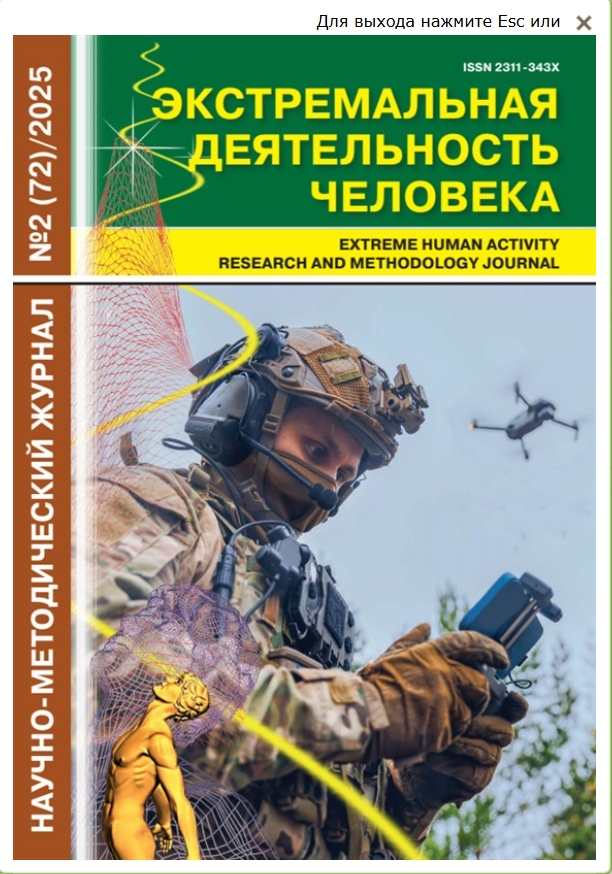 Для выхода нажмите Esc или
ISSN 2311-343X
№2 (72)/2025
ЭКСТРЕМАЛЬНАЯ
ДЕЯТЕЛЬНОСТЬ
ЧЕЛОВЕКА
EXTREME HUMAN ACTIVITY
RESEARCH AND METHODOLOGY JOURNAL
НАУЧНО-МЕТОДИЧЕСКИЙ ЖУРНАЛ